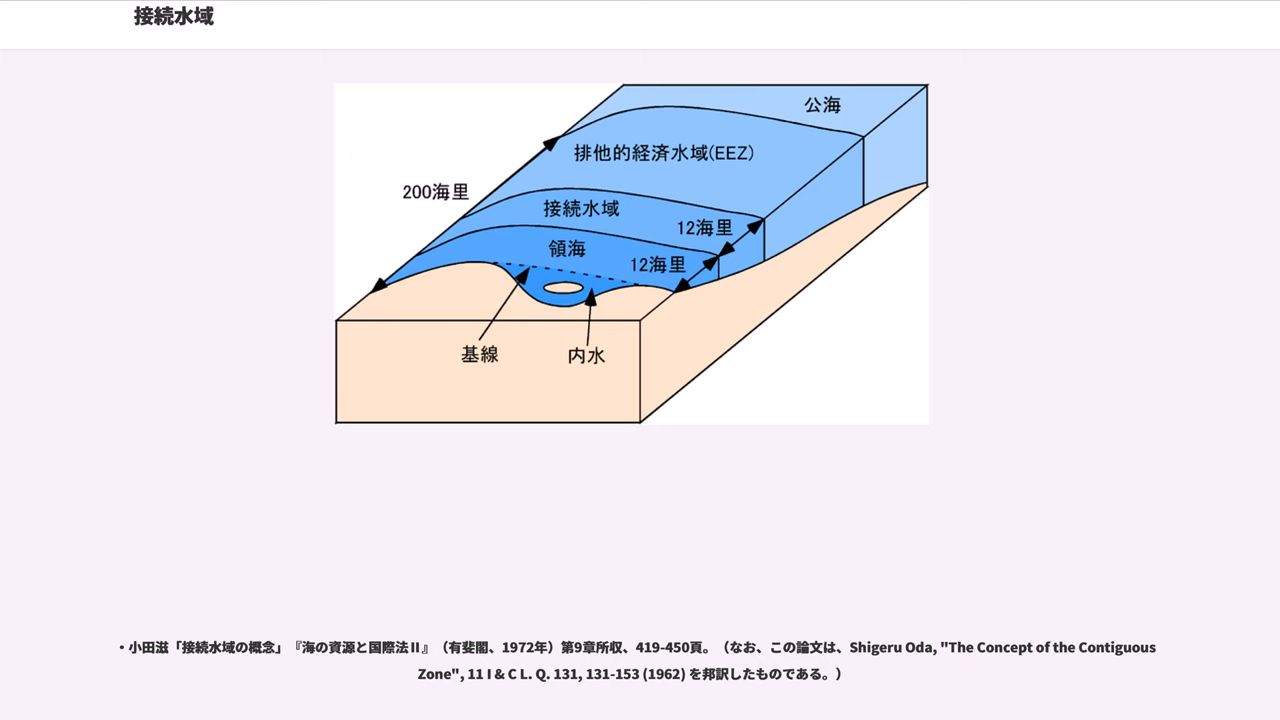 接続水域
公海
排他的経済水域(EEZ)
200海里
接続水域
12海里
領海
12海里
基線
内水
・小田滋「接続水域の概念」『海の資源と国際法Ⅱ』（有斐閣、1972年）第9章所収、419-450頁。（なお、この論文は、Shigeru Oda, "The Concept of the Contiguous
Zone", 11 I & C L. Q. 131, 131-153 (1962) を邦訳したものである。）